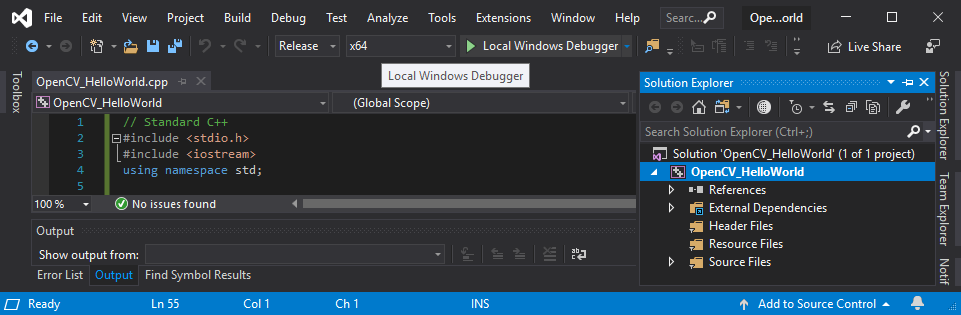 File Edit View Project Build Debug Test Analyze Tools Extensions Window Help Searc... Ope...orld
Release x64 Local Windows Debugger Live Share
Local Windows Debugger
Toolbox
OpenCV_HelloWorld.cpp
OpenCV_HelloWorld (Global Scope)
1 // Standard C++
2 #include <stdio.h>
3 #include <iostream>
4 using namespace std;
5
100 % No issues found
Output
Show output from:
Error List Output Find Symbol Results
Solution Explorer
Search Solution Explorer (Ctrl+;)
Solution 'OpenCV_HelloWorld' (1 of 1 project)
OpenCV_HelloWorld
References
External Dependencies
Header Files
Resource Files
Source Files
Solution Explorer
Team Explorer
Notif
Ready Ln 55 Col 1 Ch 1 INS Add to Source Control